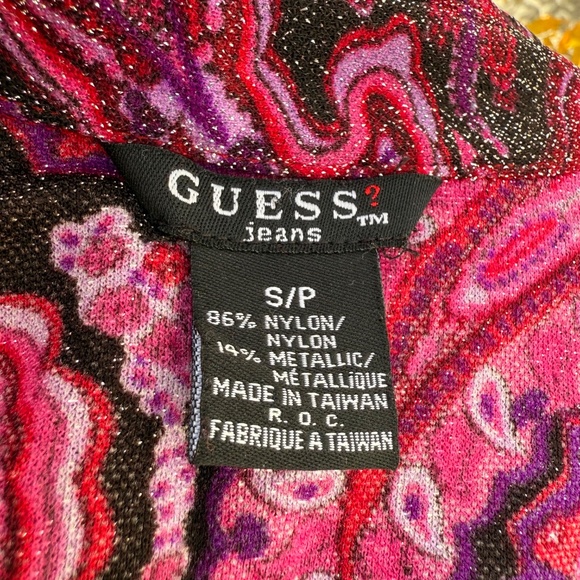 GUESS?™
jeans
S/P
86% NYLON/
NYLON
14% METALLIC/
MÉTALLIQUE
MADE IN TAIWAN
R. O. C.
FABRIQUE A TAIWAN